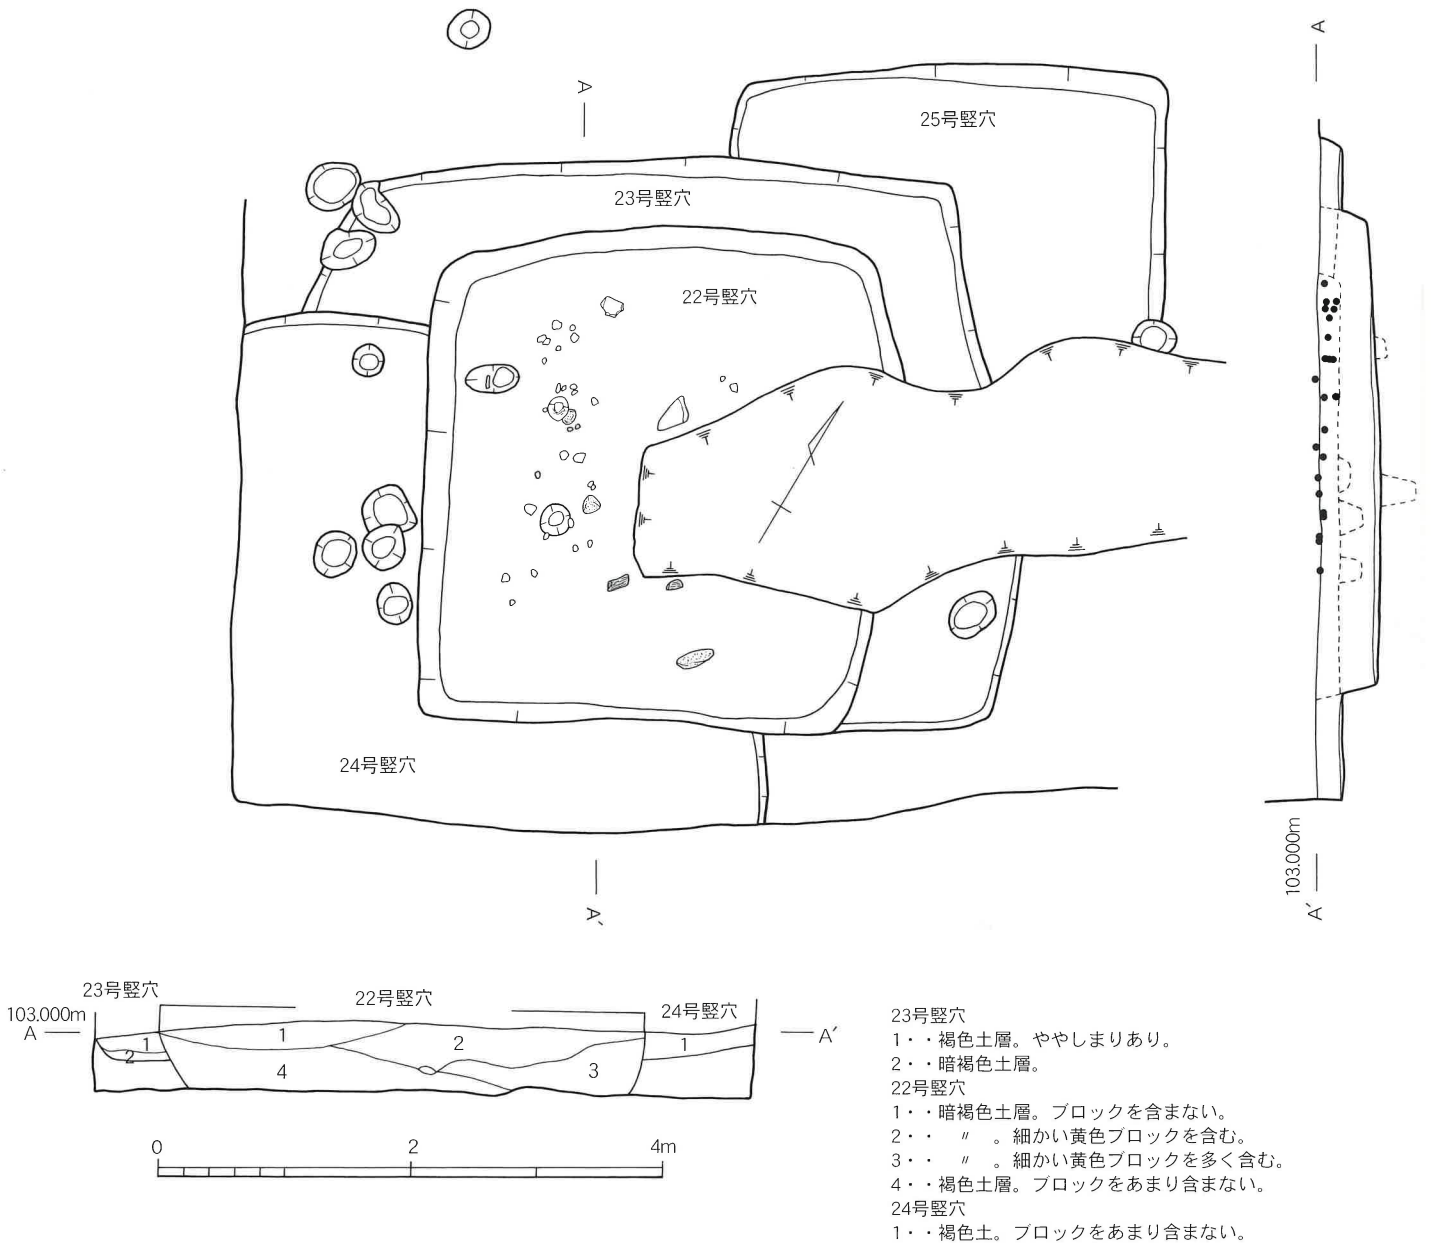 A
A
25号竪穴
23号竪穴
22号竪穴
24号竪穴
A′
103.000m
A′
23号竪穴
22号竪穴
24号竪穴
103.000m
A
A′
1
2
1
2
3
4
1
0 2 4m
23号竪穴
1・・褐色土層。ややしまりあり。
2・・暗褐色土層。
22号竪穴
1・・暗褐色土層。ブロックを含まない。
2・・ 〃 。細かい黄色ブロックを含む。
3・・ 〃 。細かい黄色ブロックを多く含む。
4・・褐色土層。ブロックをあまり含まない。
24号竪穴
1・・褐色土。ブロックをあまり含まない。